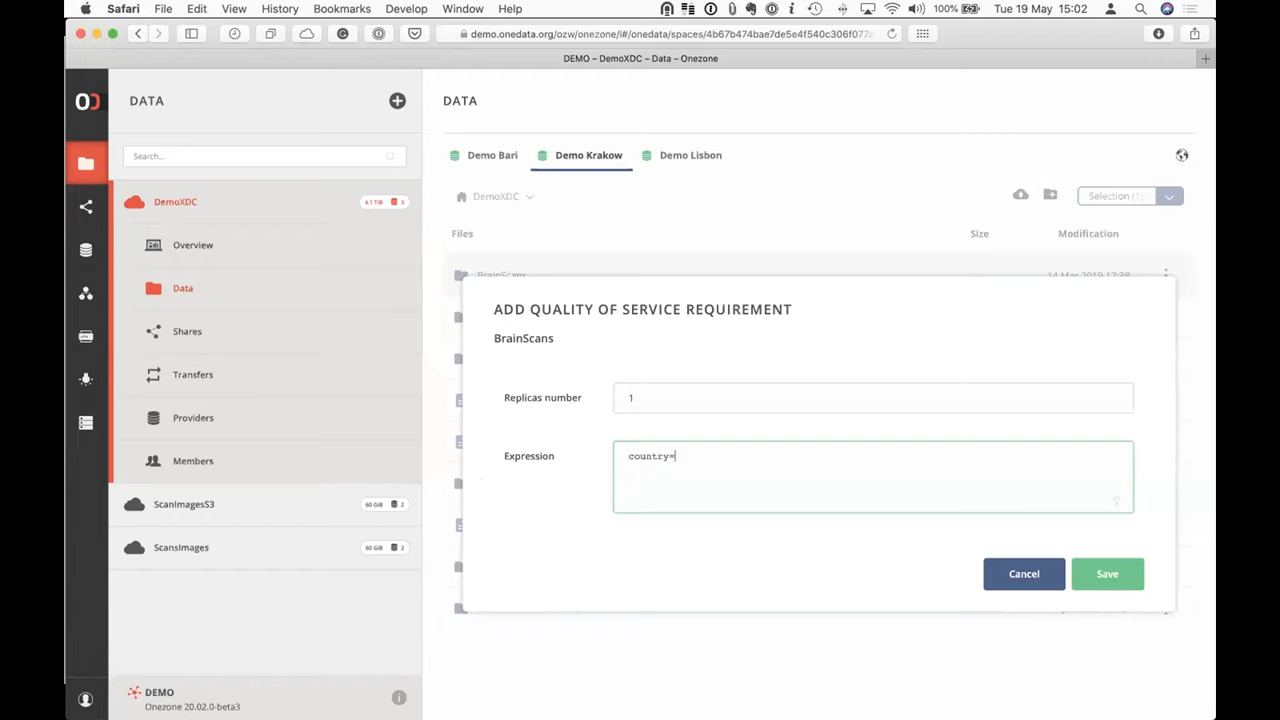 Safari File Edit View History Bookmarks Develop Window Help 100% Tue 19 May 15:02
demo.onedata.org/ozw/onezone/i#/onedata/spaces/4b67b474bae7de5e4f540c306f077a
DEMO – DemoXDC – Data – Onezone
DATA
Search...
DemoXDC 4.1 TiB 3
Overview
Data
Shares
Transfers
Providers
Members
ScanImagesS3 60 GiB 2
ScansImages 60 GiB 2
DEMO
Onezone 20.02.0-beta3
DATA
Demo Bari Demo Krakow Demo Lisbon
DemoXDC Selection (1)
Files Size Modification
BrainScans 14 Mar 2019 17:38
ADD QUALITY OF SERVICE REQUIREMENT
BrainScans
Replicas number 1
Expression country=
Cancel Save